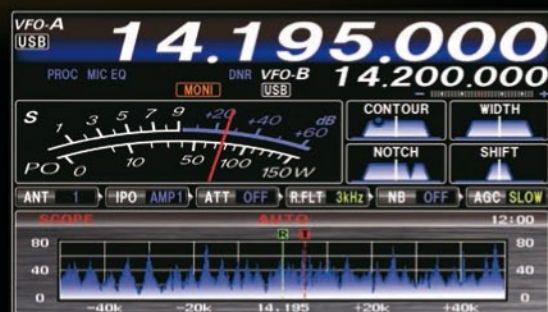 VFO-A
USB
14.195.000
PROC MIC EQ DNR VFO-B 14.200.000
MONI USB
- +
CONTOUR WIDTH
S 1 3 5 7 9 +20 +40 +60 dB
PO 0 10 50 100 150 W
NOTCH SHIFT
ANT 1 IPO AMP1 ATT OFF R.FLT 3kHz NB OFF AGC SLOW
SCOPE AUTO 12:00
R T
80 80
40 40
0 0
-40k -20k 14.195 +20k +40k